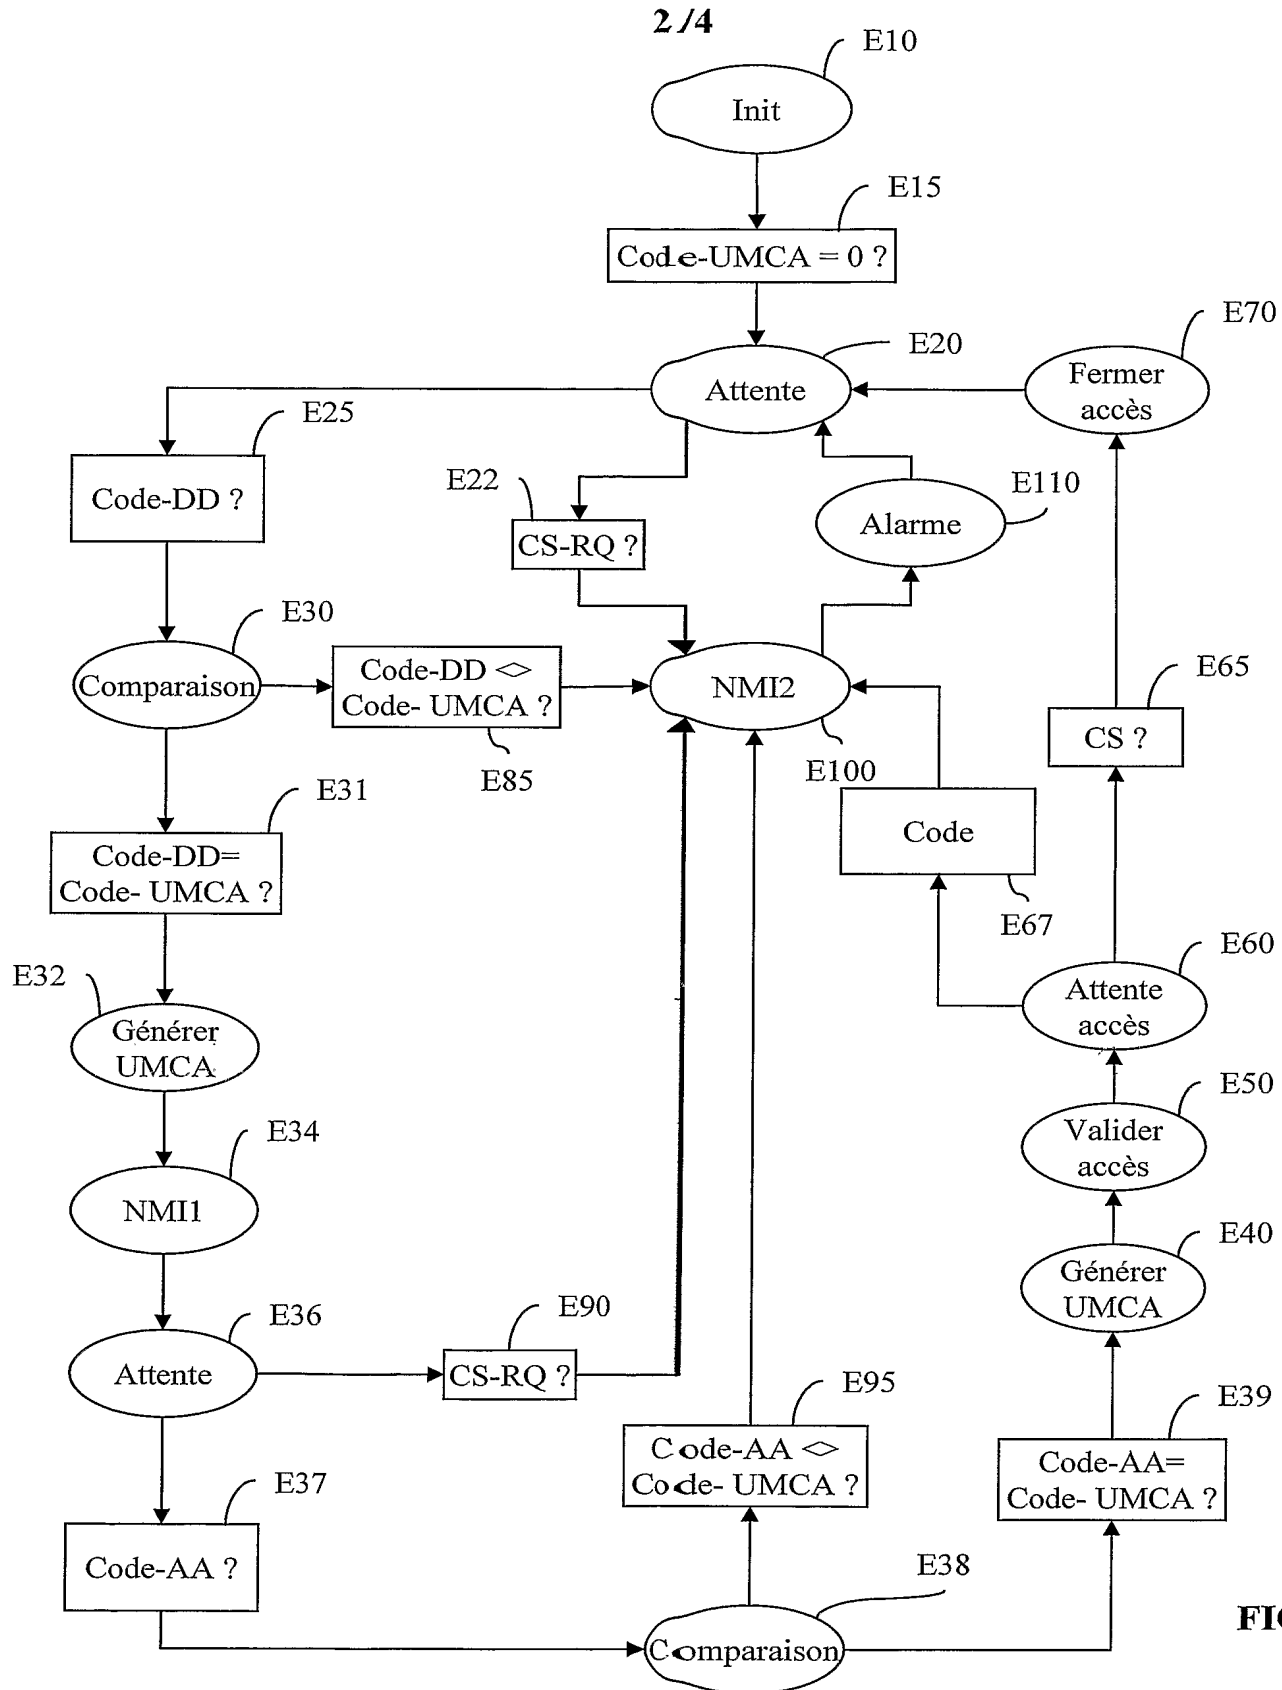 2/4
E10
Init
E15
Code-UMCA = 0 ?
E70
E20
Fermer
accès
Attente
E25
E22
E110
Code-DD ?
Alarme
CS-RQ ?
E30
E65
Code-DD <>
Code- UMCA ?
Comparaison
NMI2
CS ?
E85
E100
E31
Code
Code-DD=
Code- UMCA ?
E67
E60
E32
Attente
accès
Générer
UMCA
E50
E34
Valider
accès
NMI1
E40
Générer
UMCA
E36
E90
Attente
CS-RQ ?
E95
E39
Code-AA <>
Code- UMCA ?
Code-AA=
Code- UMCA ?
E37
Code-AA ?
E38
Comparaison